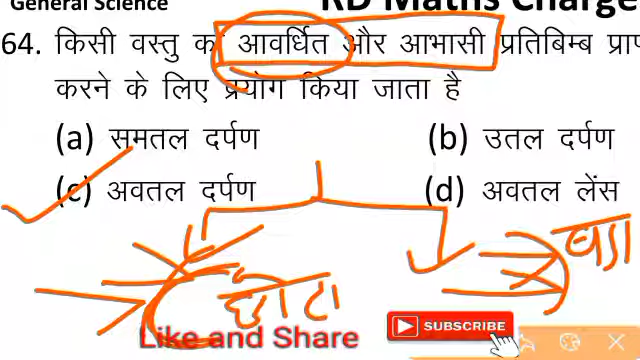 General Science RD Maths Charge
64. किसी वस्तु का आवर्धित और आभासी प्रतिबिम्ब प्राप्
करने के लिए प्रयोग किया जाता है
(a) समतल दर्पण (b) उतल दर्पण
(c) अवतल दर्पण (d) अवतल लेंस
बड़ा
छोटा
Like and Share SUBSCRIBE